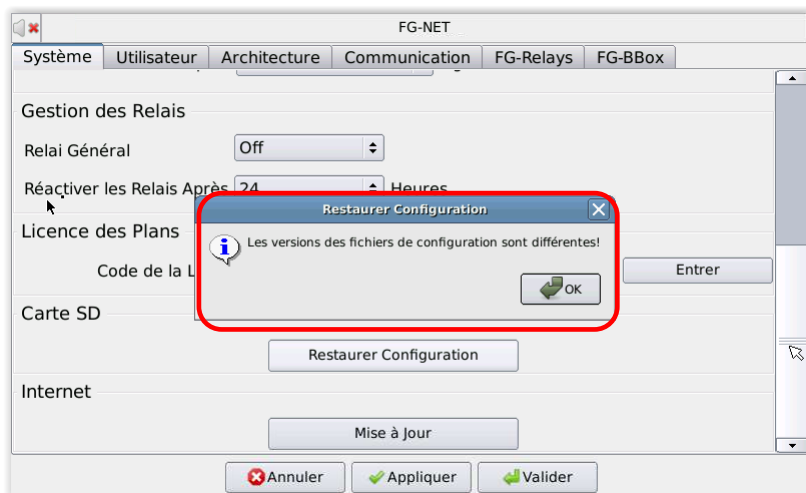 FG-NET
Système Utilisateur Architecture Communication FG-Relays FG-BBox
Gestion des Relais
Relai Général Off
Réactiver les Relais Après 24 Heures
Restaurer Configuration
Les versions des fichiers de configuration sont différentes!
OK
Licence des Plans
Code de la L
Entrer
Carte SD
Restaurer Configuration
Internet
Mise à Jour
Annuler Appliquer Valider